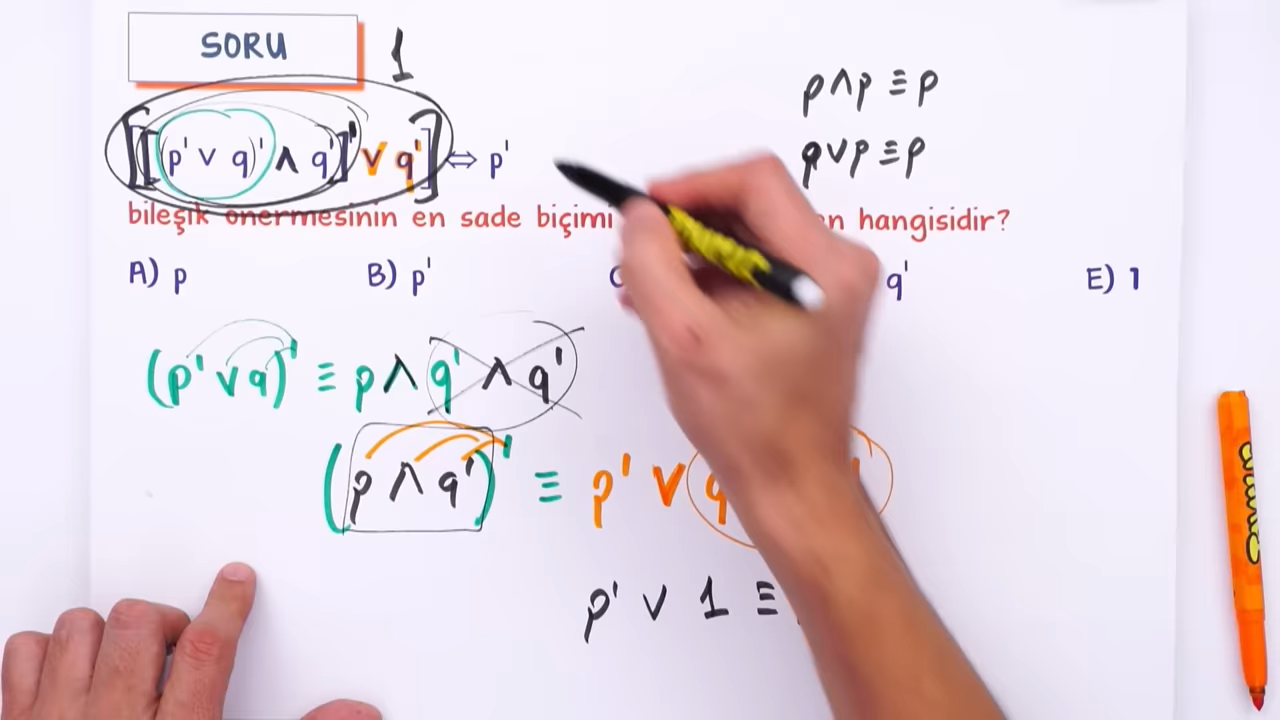 SORU
1
[[[(p' ∨ q)' ∧ q']' ∨ q'] ⇔ p'
bileşik önermesinin en sade biçimi hangisidir?
A) p B) p' q' E) 1
p ∧ p ≡ p
p ∨ p ≡ p
(p' ∨ q)' ≡ p ∧ q' ∧ q'
(p ∧ q')' ≡ p' ∨
p' ∨ 1 ≡